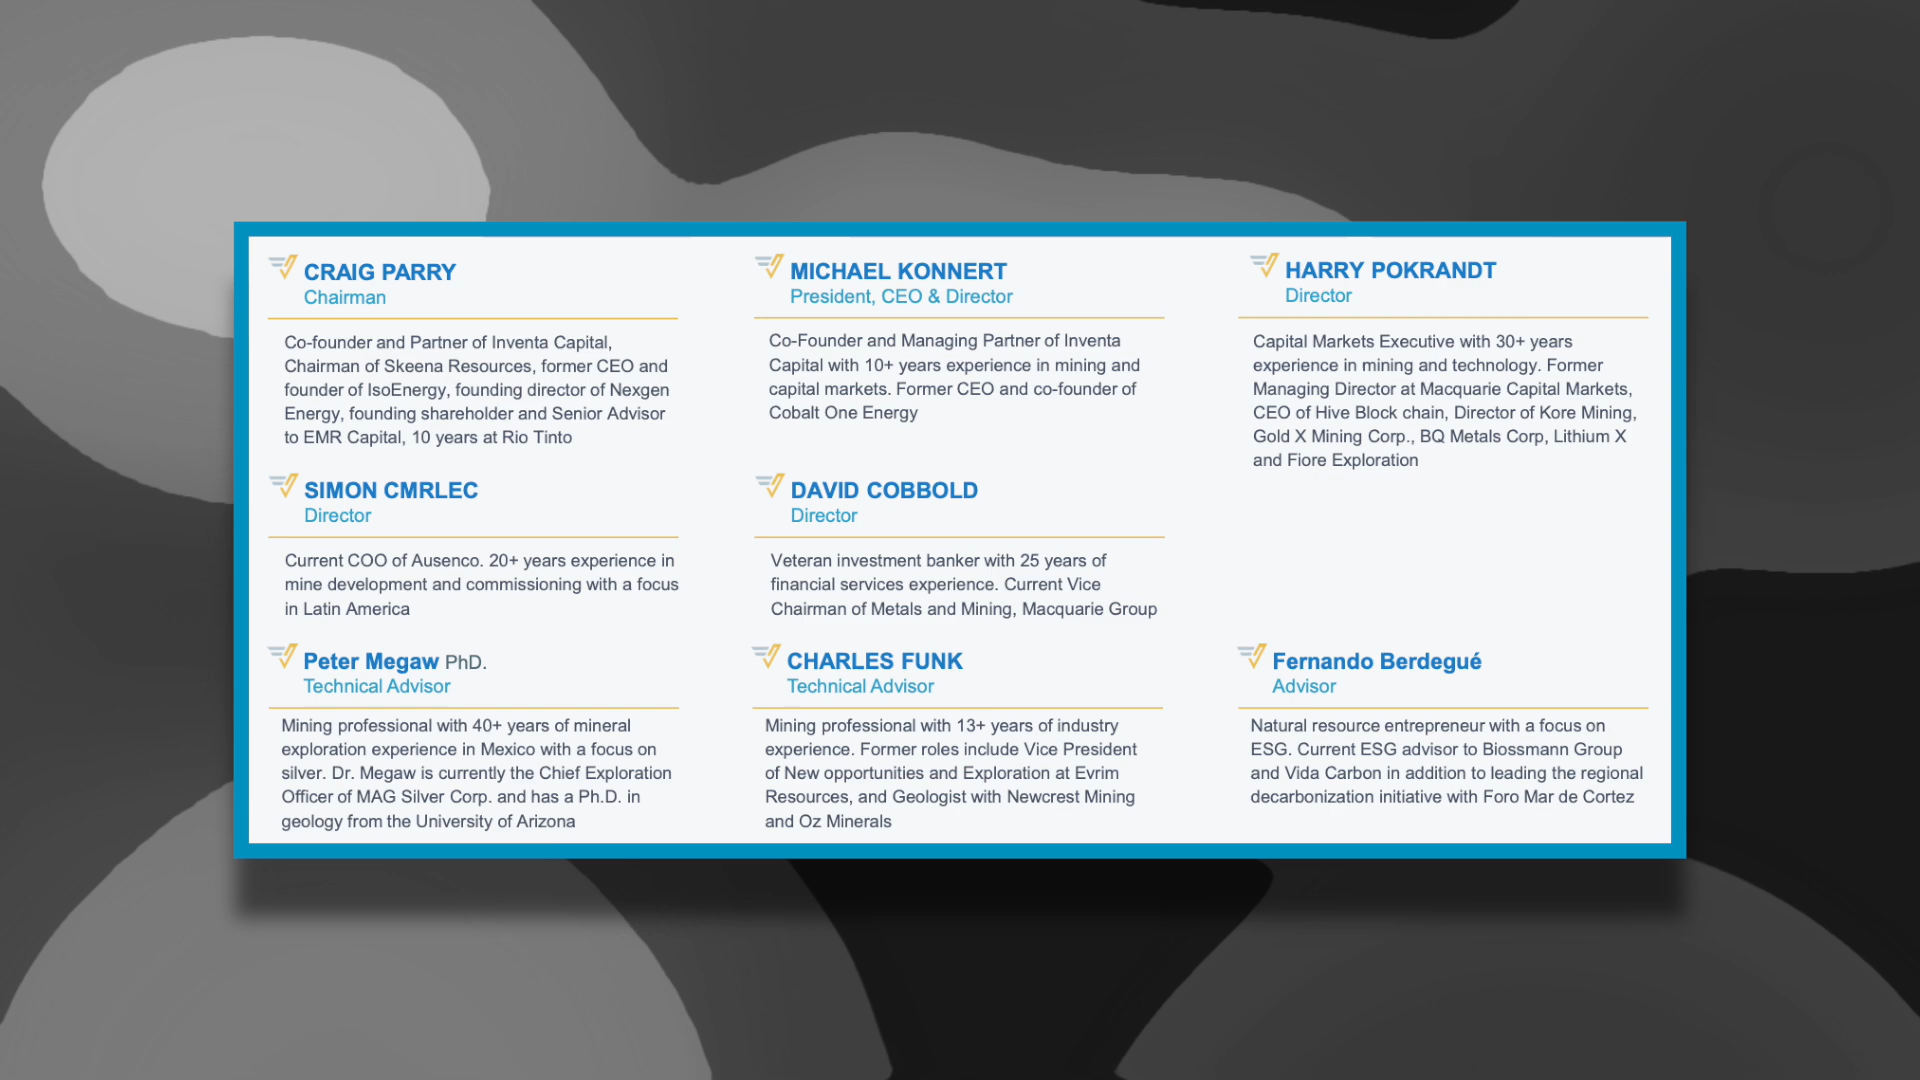 CRAIG PARRY
Chairman
Co-founder and Partner of Inventa Capital,
Chairman of Skeena Resources, former CEO and
founder of IsoEnergy, founding director of Nexgen
Energy, founding shareholder and Senior Advisor
to EMR Capital, 10 years at Rio Tinto
MICHAEL KONNERT
President, CEO & Director
Co-Founder and Managing Partner of Inventa
Capital with 10+ years experience in mining and
capital markets. Former CEO and co-founder of
Cobalt One Energy
HARRY POKRANDT
Director
Capital Markets Executive with 30+ years
experience in mining and technology. Former
Managing Director at Macquarie Capital Markets,
CEO of Hive Block chain, Director of Kore Mining,
Gold X Mining Corp., BQ Metals Corp, Lithium X
and Fiore Exploration
SIMON CMRLEC
Director
Current COO of Ausenco. 20+ years experience in
mine development and commissioning with a focus
in Latin America
DAVID COBBOLD
Director
Veteran investment banker with 25 years of
financial services experience. Current Vice
Chairman of Metals and Mining, Macquarie Group
Peter Megaw PhD.
Technical Advisor
Mining professional with 40+ years of mineral
exploration experience in Mexico with a focus on
silver. Dr. Megaw is currently the Chief Exploration
Officer of MAG Silver Corp. and has a Ph.D. in
geology from the University of Arizona
CHARLES FUNK
Technical Advisor
Mining professional with 13+ years of industry
experience. Former roles include Vice President
of New opportunities and Exploration at Evrim
Resources, and Geologist with Newcrest Mining
and Oz Minerals
Fernando Berdegué
Advisor
Natural resource entrepreneur with a focus on
ESG. Current ESG advisor to Biossmann Group
and Vida Carbon in addition to leading the regional
decarbonization initiative with Foro Mar de Cortez